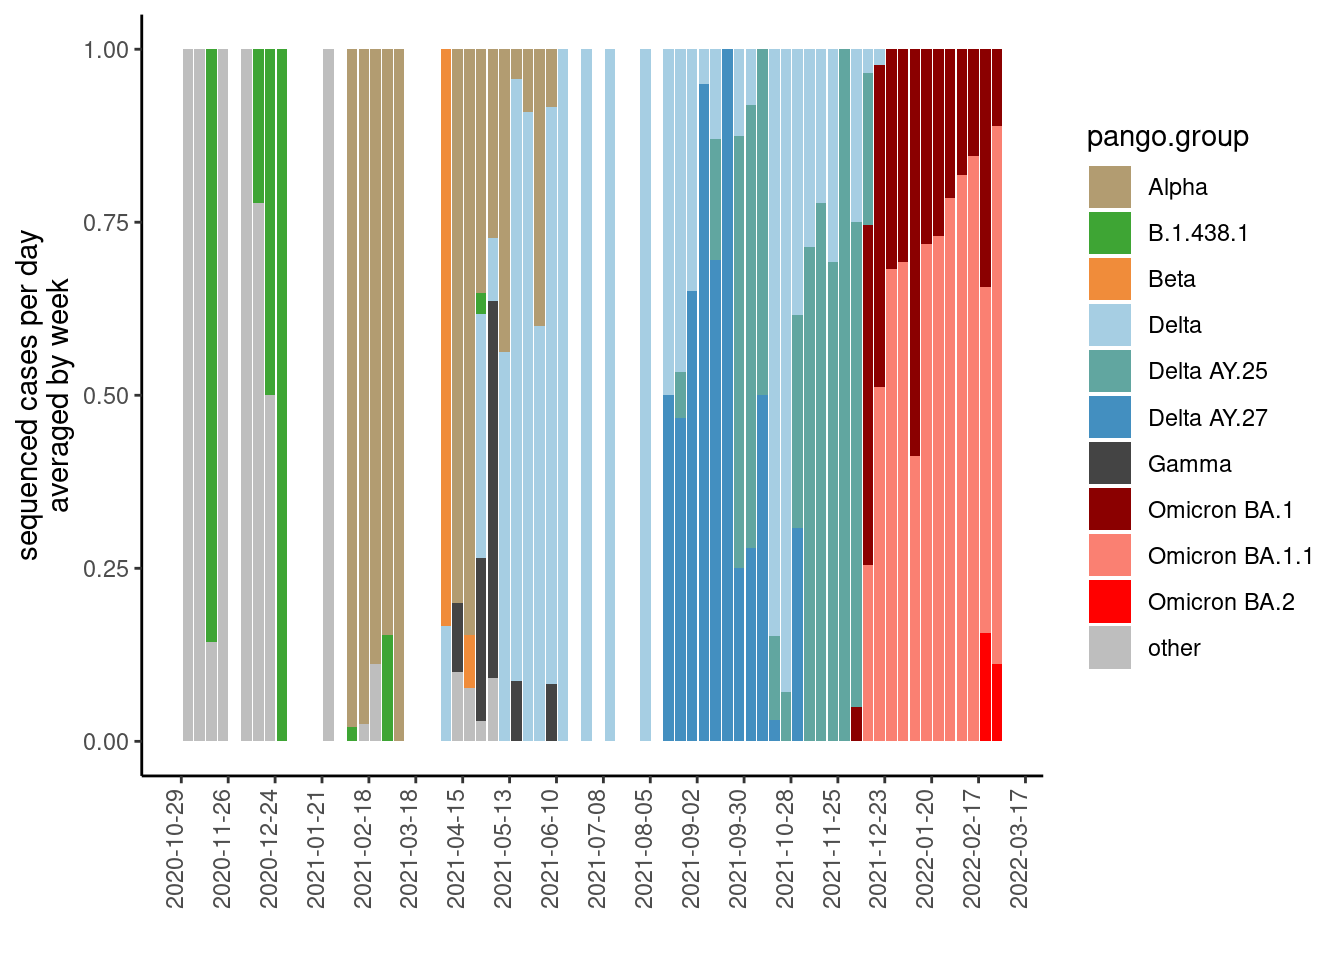 sequenced cases per day
averaged by week
1.00
0.75
0.50
0.25
0.00
2020-10-29
2020-11-26
2020-12-24
2021-01-21
2021-02-18
2021-03-18
2021-04-15
2021-05-13
2021-06-10
2021-07-08
2021-08-05
2021-09-02
2021-09-30
2021-10-28
2021-11-25
2021-12-23
2022-01-20
2022-02-17
2022-03-17
pango.group
Alpha
B.1.438.1
Beta
Delta
Delta AY.25
Delta AY.27
Gamma
Omicron BA.1
Omicron BA.1.1
Omicron BA.2
other